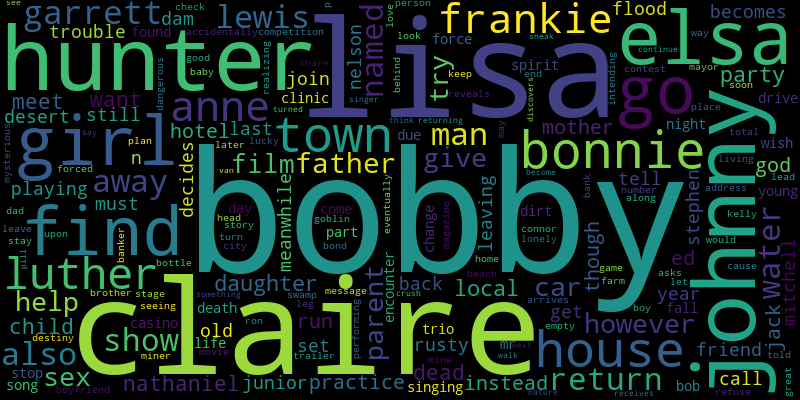 see
garrett
check
lewis
p
love
person
frankie
flood
elsa
becomes
dam
accidentally
competition
way
trouble
found
hunter
lisa
named
nelson
behind
look
force
contest
mayor
sneak
continue
good
baby
dangerous
realizing
share
join
try
spirit
end
keep
reveals
discovers
intending
go
soon
party
meet
want
anne
clinic
singer
turned
place
drive
desert
still
hotel
last
town
due
man
mother
night
say
think
returning
may
johnny
total
mysterious
girl
plan
n
later
lucky
film
father
give
bonnie
wish
god
forced
away
van
decides
tell
living
lead
playing
must
bobby
bank
number
address
young
dad
day
come
eventually
change
magazine
leaving
become
dirt
along
stephen
leave
find
head
goblin
story
part
connor
though
kelly
upon
meanwhile
turn
lonely
would
stay
banker
city
bond
home
ed
cause
jack
water
mitchell
luther
bottle
daughter
parent
back
car
game
farm
asks
pill
claire
message
encounter
beach
local
year
let
help
brother
stage
something
swamp
crush
arrives
get
fall
child
seeing
death
old
leg
run
performing
empty
boy
however
destiny
casino
trio
mr
next
house
friend
told
also
show
life
set
rusty
mine
walk
miner
ron
trailer
dead
stop
sex
movie
bob
call
great
song
nathaniel
junior
practice
singing
instead
return
boyfriend
nature
receives
refuse